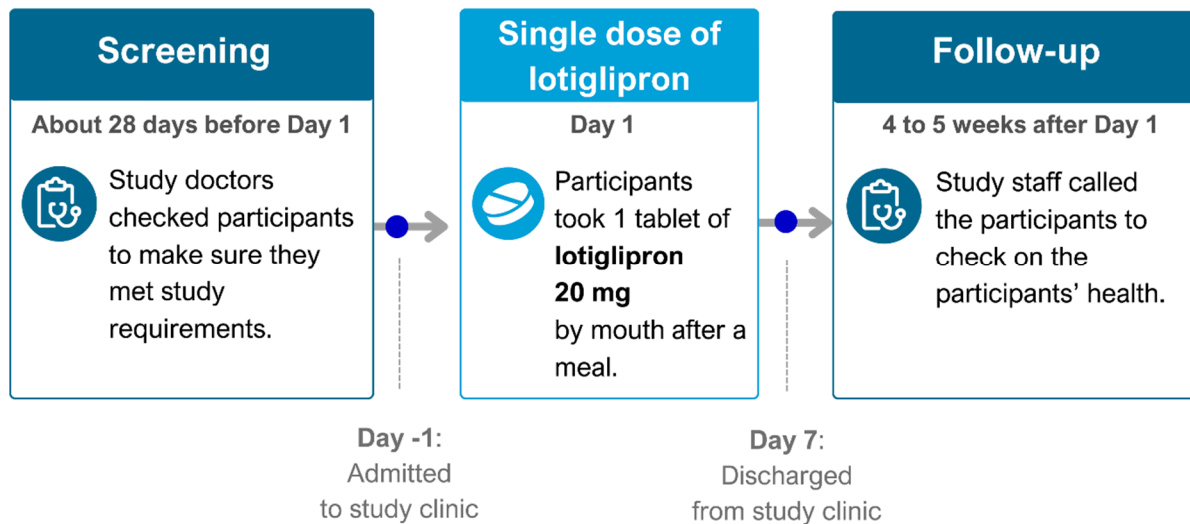 Screening
About 28 days before Day 1
Study doctors
checked participants
to make sure they
met study
requirements.
Single dose of
lotiglipron
Day 1
Participants
took 1 tablet of
lotiglipron
20 mg
by mouth after a
meal.
Follow-up
4 to 5 weeks after Day 1
Study staff called
the participants to
check on the
participants’ health.
Day -1:
Admitted
to study clinic
Day 7:
Discharged
from study clinic